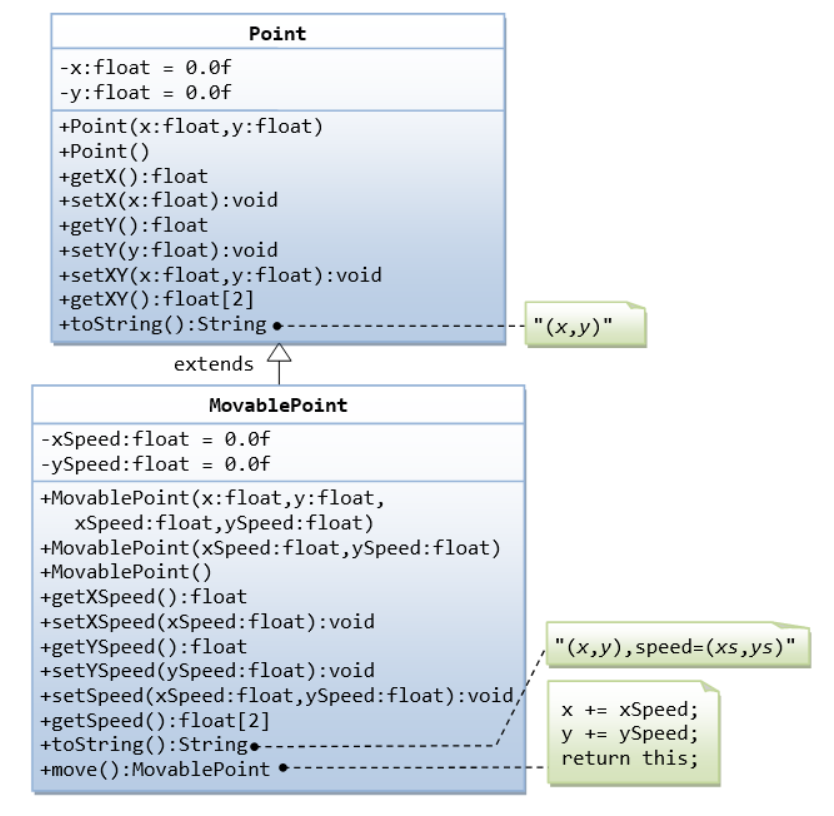 Point
-x:float = 0.0f
-y:float = 0.0f
+Point(x:float,y:float)
+Point()
+getX():float
+setX(x:float):void
+getY():float
+setY(y:float):void
+setXY(x:float,y:float):void
+getXY():float[2]
+toString():String
"(x,y)"
extends
MovablePoint
-xSpeed:float = 0.0f
-ySpeed:float = 0.0f
+MovablePoint(x:float,y:float,
xSpeed:float,ySpeed:float)
+MovablePoint(xSpeed:float,ySpeed:float)
+MovablePoint()
+getXSpeed():float
+setXSpeed(xSpeed:float):void
+getYSpeed():float
+setYSpeed(ySpeed:float):void
+setSpeed(xSpeed:float,ySpeed:float):void
+getSpeed():float[2]
+toString():String
+move():MovablePoint
"(x,y),speed=(xs,ys)"
x += xSpeed;
y += ySpeed;
return this;